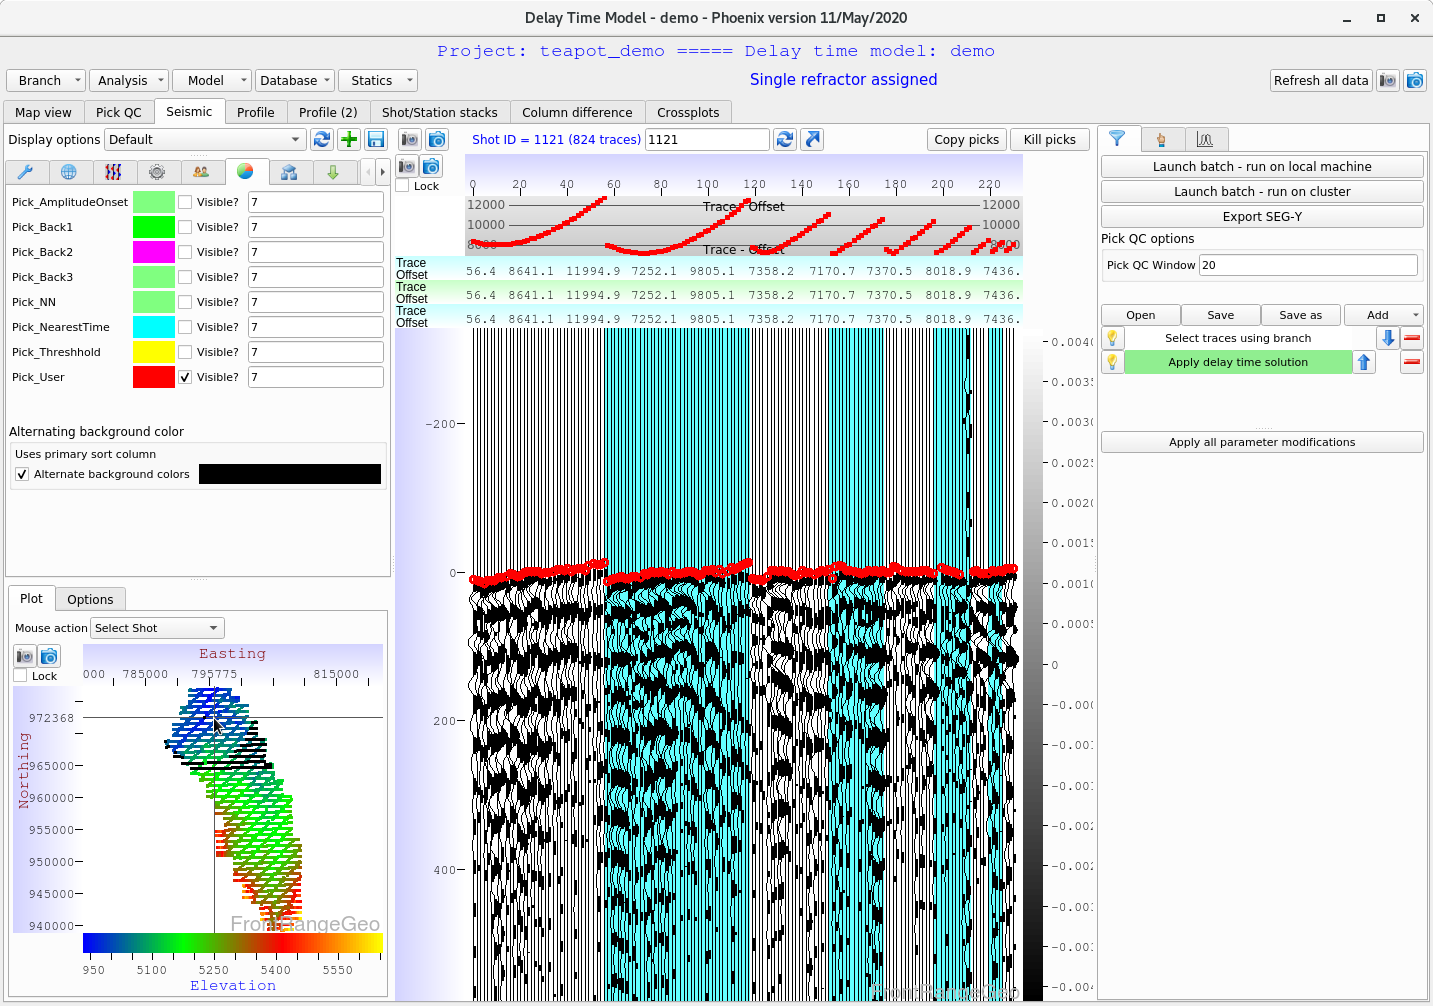 Delay Time Model - demo - Phoenix version 11/May/2020
Project: teapot_demo ===== Delay time model: demo
Branch Analysis Model Database Statics
Single refractor assigned
Refresh all data
Map view Pick QC Seismic Profile Profile (2) Shot/Station stacks Column difference Crossplots
Display options Default
Shot ID = 1121 (824 traces) 1121
Copy picks Kill picks
Lock
Pick_AmplitudeOnset Visible? 7
Pick_Back1 Visible? 7
Pick_Back2 Visible? 7
Pick_Back3 Visible? 7
Pick_NN Visible? 7
Pick_NearestTime Visible? 7
Pick_Threshhold Visible? 7
Pick_User Visible? 7
Alternating background color
Uses primary sort column
Alternate background colors
Plot Options
Mouse action Select Shot
Lock
Easting
000 785000 795775 815000
Northing
972368
965000
960000
955000
950000
945000
940000
FrontRangeGeo
950 5100 5250 5400 5550
Elevation
0 20 40 60 80 100 120 140 160 180 200 220
12000 Trace - Offset 12000
10000 10000
8000 Trace - Offset 8000
Trace
Offset 56.4 8641.1 11994.9 7252.1 9805.1 7358.2 7170.7 7370.5 8018.9 7436.
Trace
Offset 56.4 8641.1 11994.9 7252.1 9805.1 7358.2 7170.7 7370.5 8018.9 7436.
Trace
Offset 56.4 8641.1 11994.9 7252.1 9805.1 7358.2 7170.7 7370.5 8018.9 7436.
-200
0
200
400
FrontRangeGeo
0.0040
0.0035
0.0030
0.0025
0.0020
0.0015
0.0010
0.0005
0
-0.000
-0.001
-0.001
-0.002
-0.002
-0.003
-0.003
-0.004
Launch batch - run on local machine
Launch batch - run on cluster
Export SEG-Y
Pick QC options
Pick QC Window 20
Open Save Save as Add
Select traces using branch
Apply delay time solution
Apply all parameter modifications